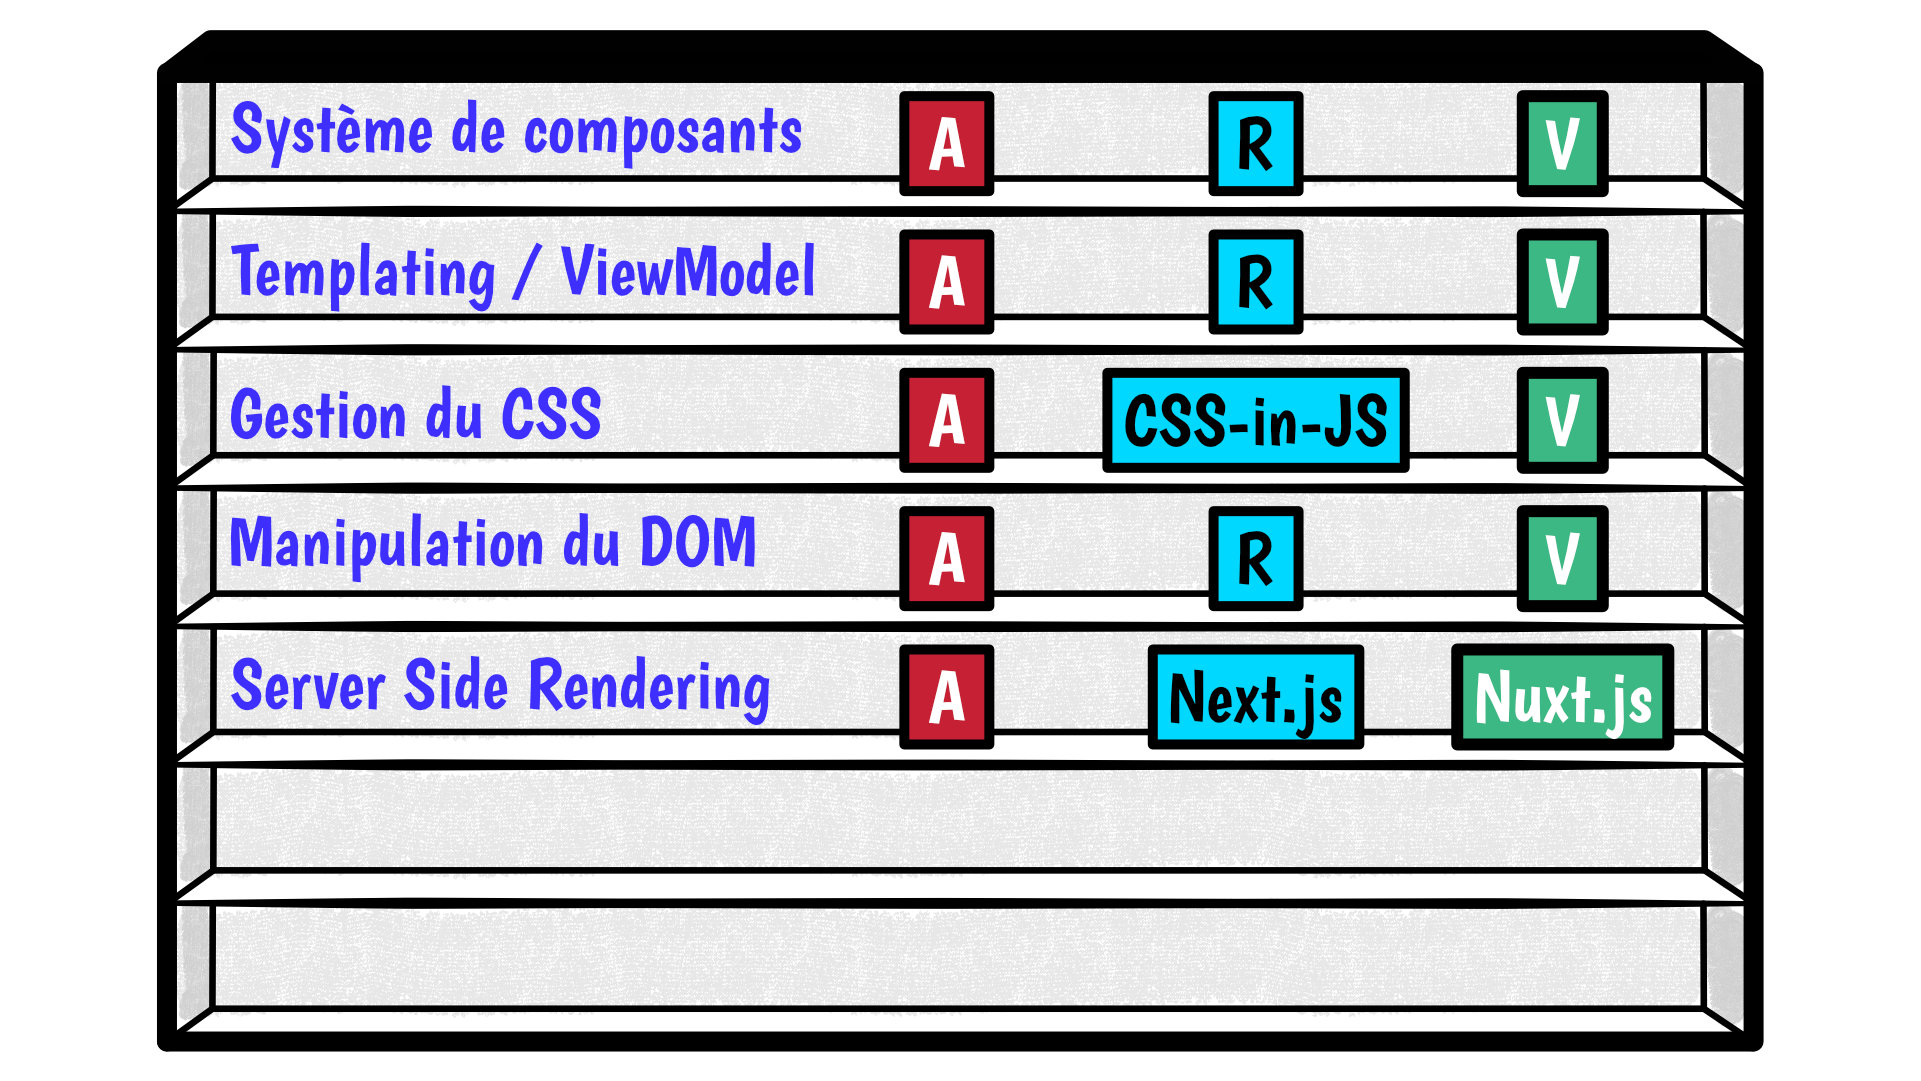 Système de composants A R V
Templating / ViewModel A R V
Gestion du CSS A CSS-in-JS V
Manipulation du DOM A R V
Server Side Rendering A Next.js Nuxt.js